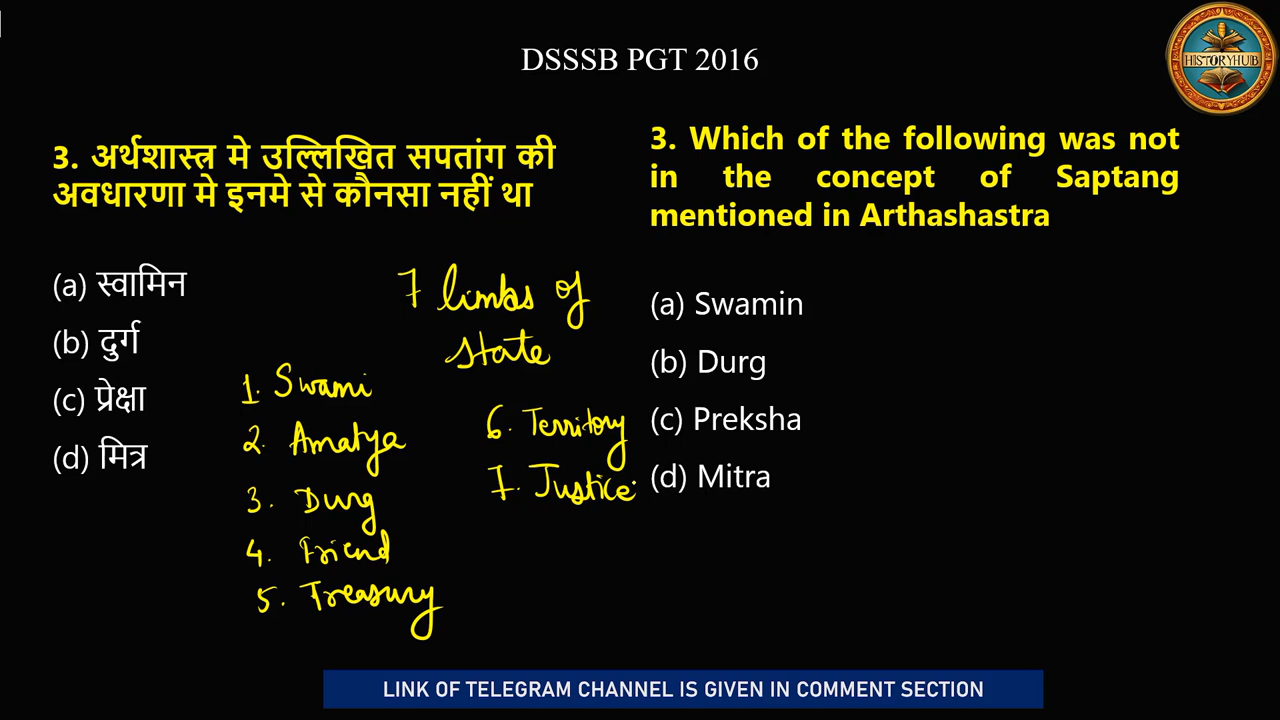 DSSSB PGT 2016
HISTORYHUB
3. अर्थशास्त्र मे उल्लिखित सपतांग की
अवधारणा मे इनमे से कौनसा नहीं था
(a) स्वामिन
(b) दुर्ग
(c) प्रेक्षा
(d) मित्र
7 limbs of
state
1. Swami
2. Amatya
3. Durg
4. Friend
5. Treasury
6. Territory
7. Justice
3. Which of the following was not
in the concept of Saptang
mentioned in Arthashastra
(a) Swamin
(b) Durg
(c) Preksha
(d) Mitra
LINK OF TELEGRAM CHANNEL IS GIVEN IN COMMENT SECTION